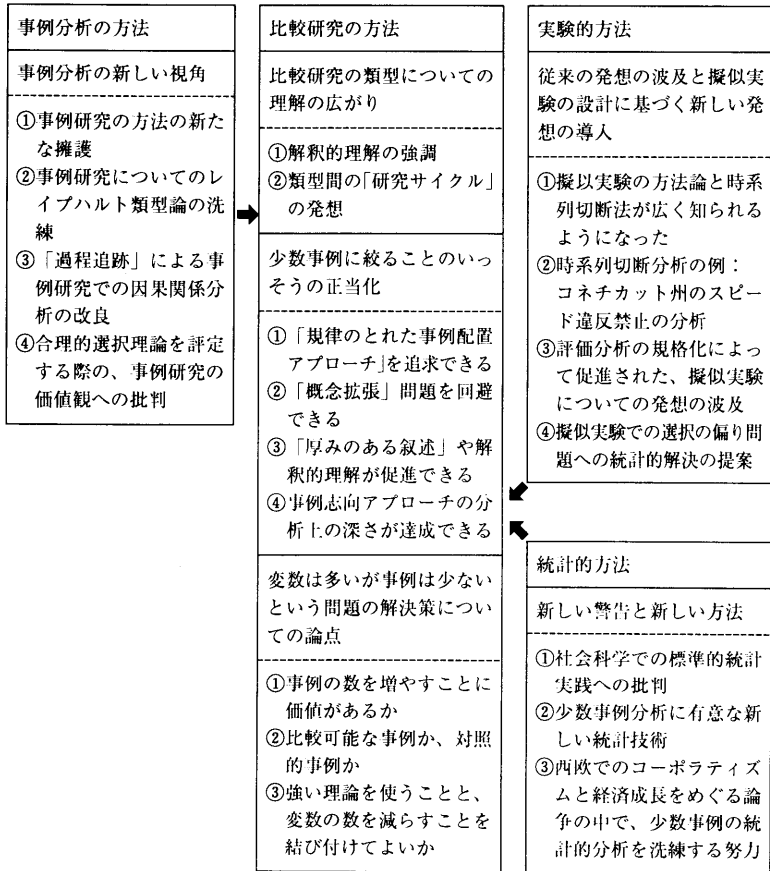 事例分析の方法
事例分析の新しい視角
①事例研究の方法の新た
な擁護
②事例研究についてのレ
イプハルト類型論の洗
練
③「過程追跡」による事
例研究での因果関係分
析の改良
④合理的選択理論を評定
する際の、事例研究の
価値観への批判
比較研究の方法
比較研究の類型についての
理解の広がり
①解釈的理解の強調
②類型間の「研究サイクル」
の発想
少数事例に絞ることのいっ
そうの正当化
①「規律のとれた事例配置
アプローチ」を追求できる
②「概念拡張」問題を回避
できる
③「厚みのある叙述」や解
釈的理解が促進できる
④事例志向アプローチの分
析上の深さが達成できる
変数は多いが事例は少ない
という問題の解決策につい
ての論点
①事例の数を増やすことに
価値があるか
②比較可能な事例か、対照
的事例か
③強い理論を使うことと、
変数の数を減らすことを
結び付けてよいか
実験的方法
従来の発想の波及と擬似実
験の設計に基づく新しい発
想の導入
①擬以実験の方法論と時系
列切断法が広く知られる
ようになった
②時系列切断分析の例：
コネチカット州のスピー
ド違反禁止の分析
③評価分析の規格化によっ
て促進された、擬似実験
についての発想の波及
④擬似実験での選択の偏り問
題への統計的解決の提案
統計的方法
新しい警告と新しい方法
①社会科学での標準的統計
実践への批判
②少数事例分析に有意な新
しい統計技術
③西欧でのコーポラティズ
ムと経済成長をめぐる論
争の中で、少数事例の統
計的分析を洗練する努力